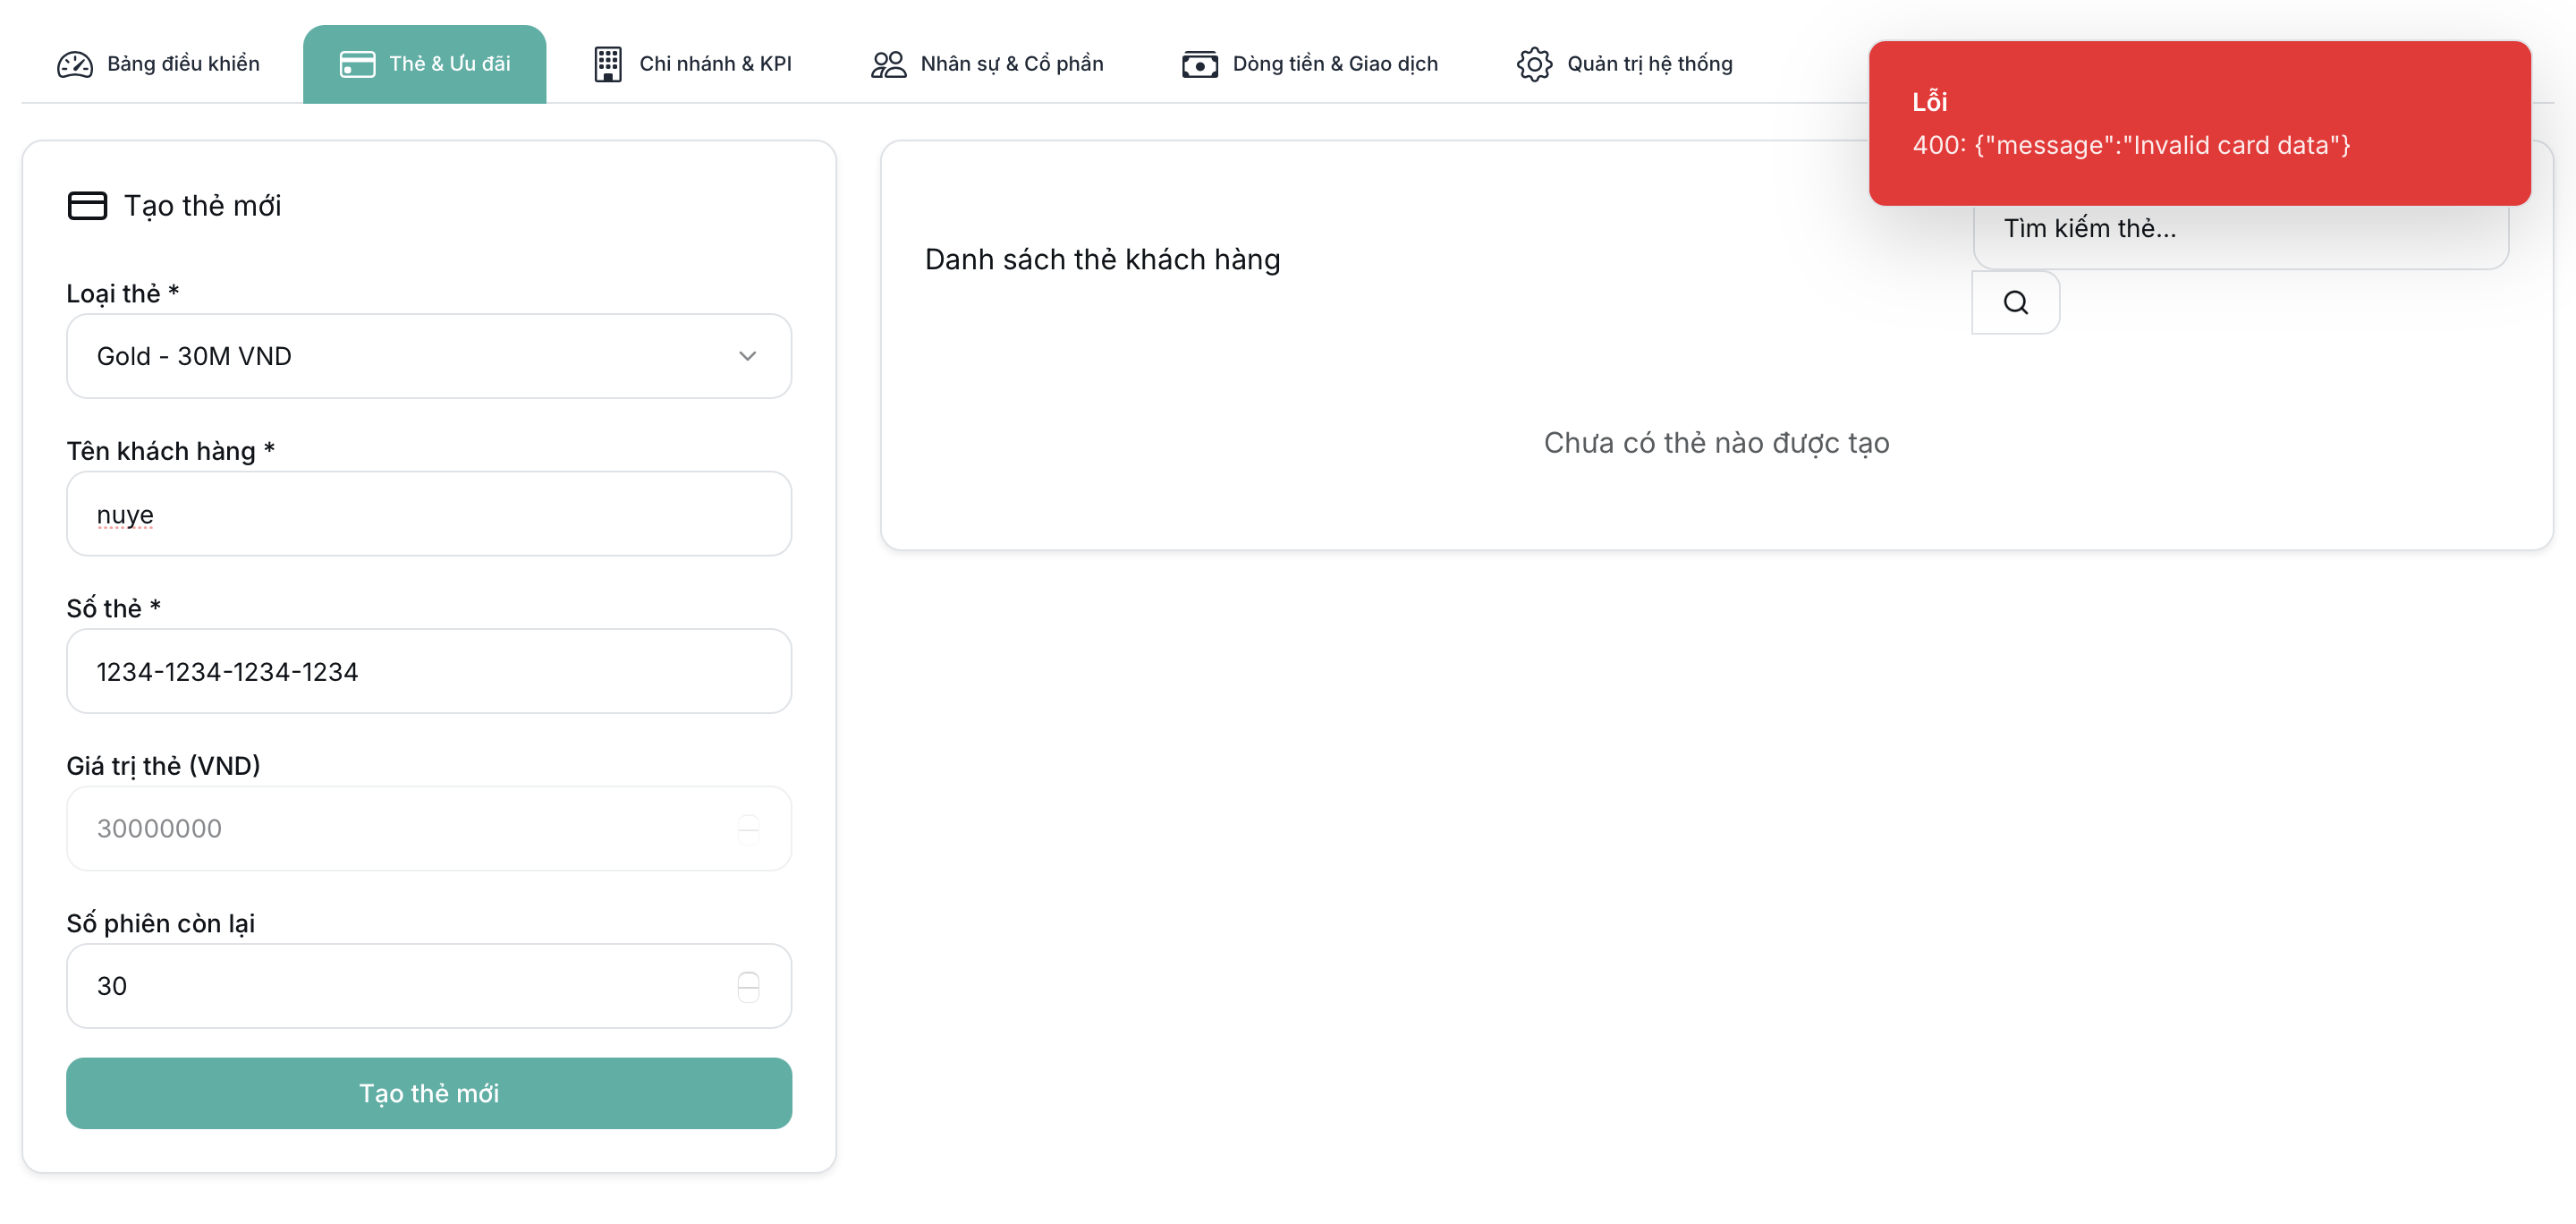 Bảng điều khiển
Thẻ & Ưu đãi
Chi nhánh & KPI
Nhân sự & Cổ phần
Dòng tiền & Giao dịch
Quản trị hệ thống
Lỗi
400: {"message":"Invalid card data"}
Tạo thẻ mới
Loại thẻ *
Gold - 30M VND
Tên khách hàng *
nuye
Số thẻ *
1234-1234-1234-1234
Giá trị thẻ (VND)
30000000
Số phiên còn lại
30
Tạo thẻ mới
Danh sách thẻ khách hàng
Tìm kiếm thẻ...
Chưa có thẻ nào được tạo